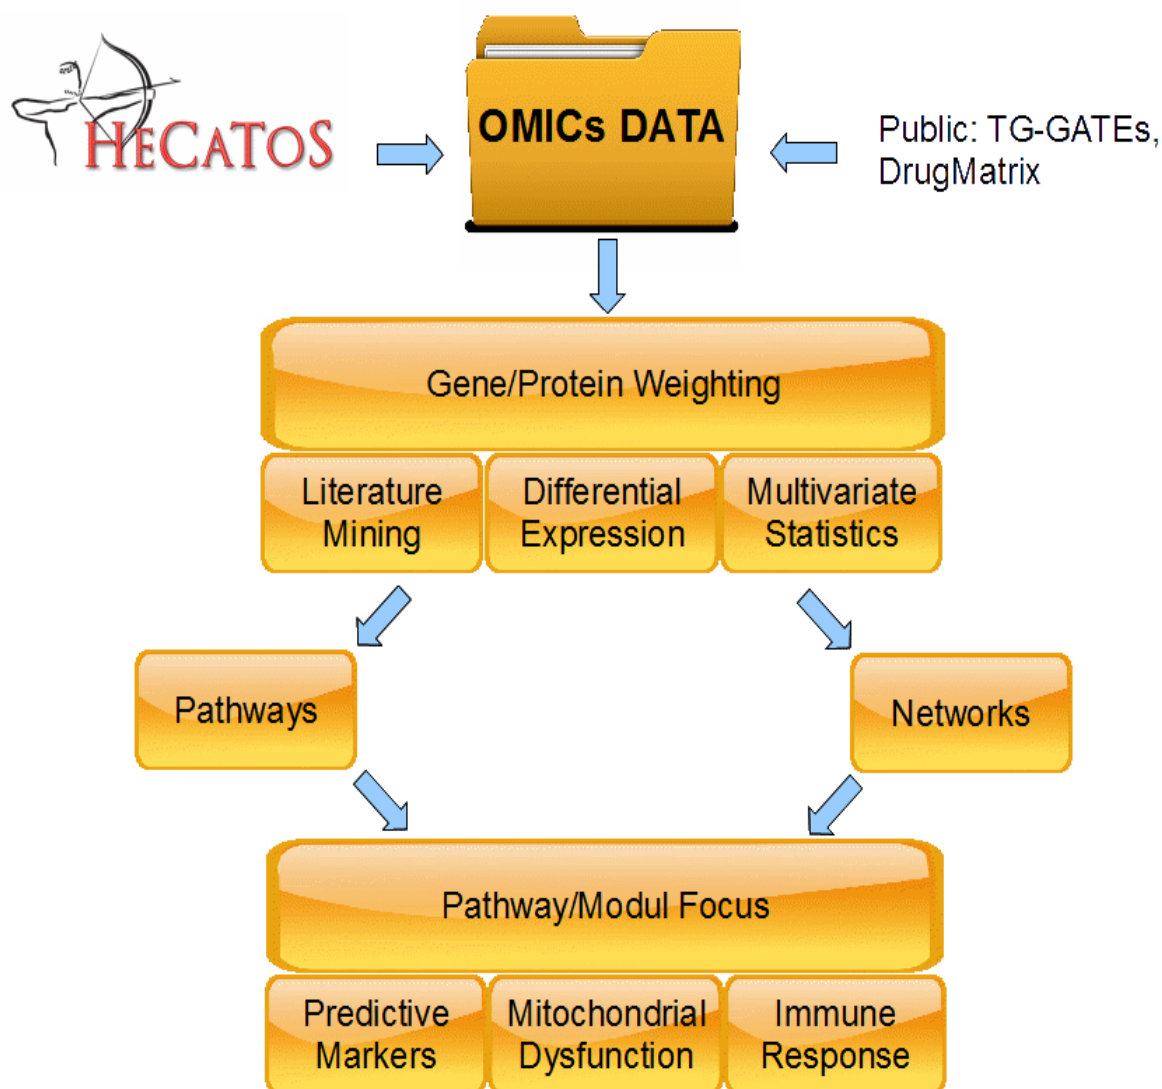 HeCaToS
OMICs DATA
Public: TG-GATEs,
DrugMatrix
Gene/Protein Weighting
Literature
Mining
Differential
Expression
Multivariate
Statistics
Pathways
Networks
Pathway/Modul Focus
Predictive
Markers
Mitochondrial
Dysfunction
Immune
Response